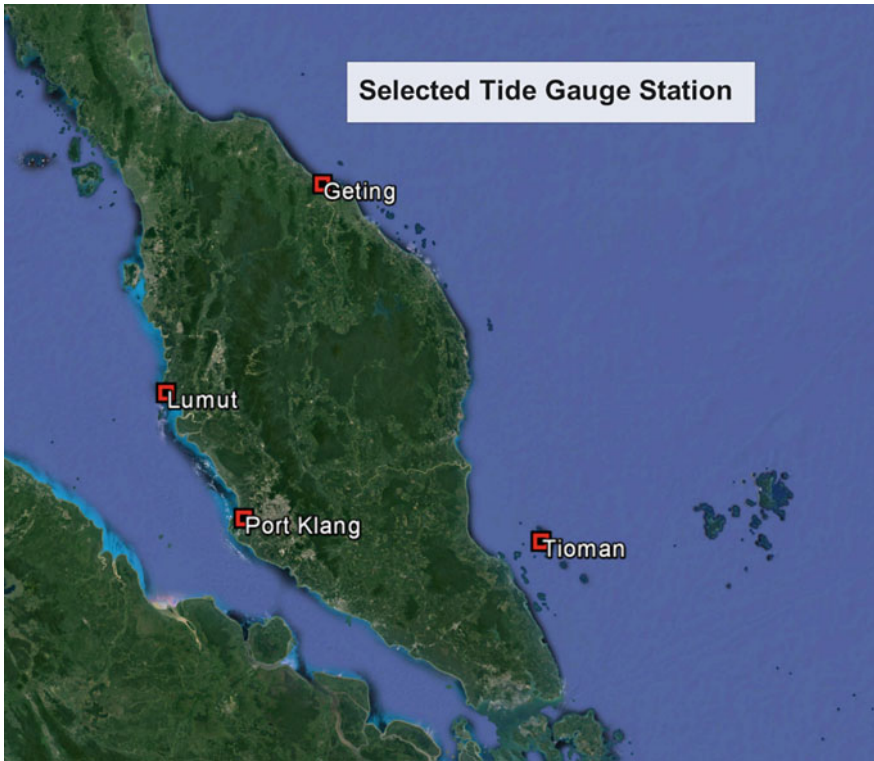 Selected Tide Gauge Station
Geting
Lumut
Port Klang
Tioman